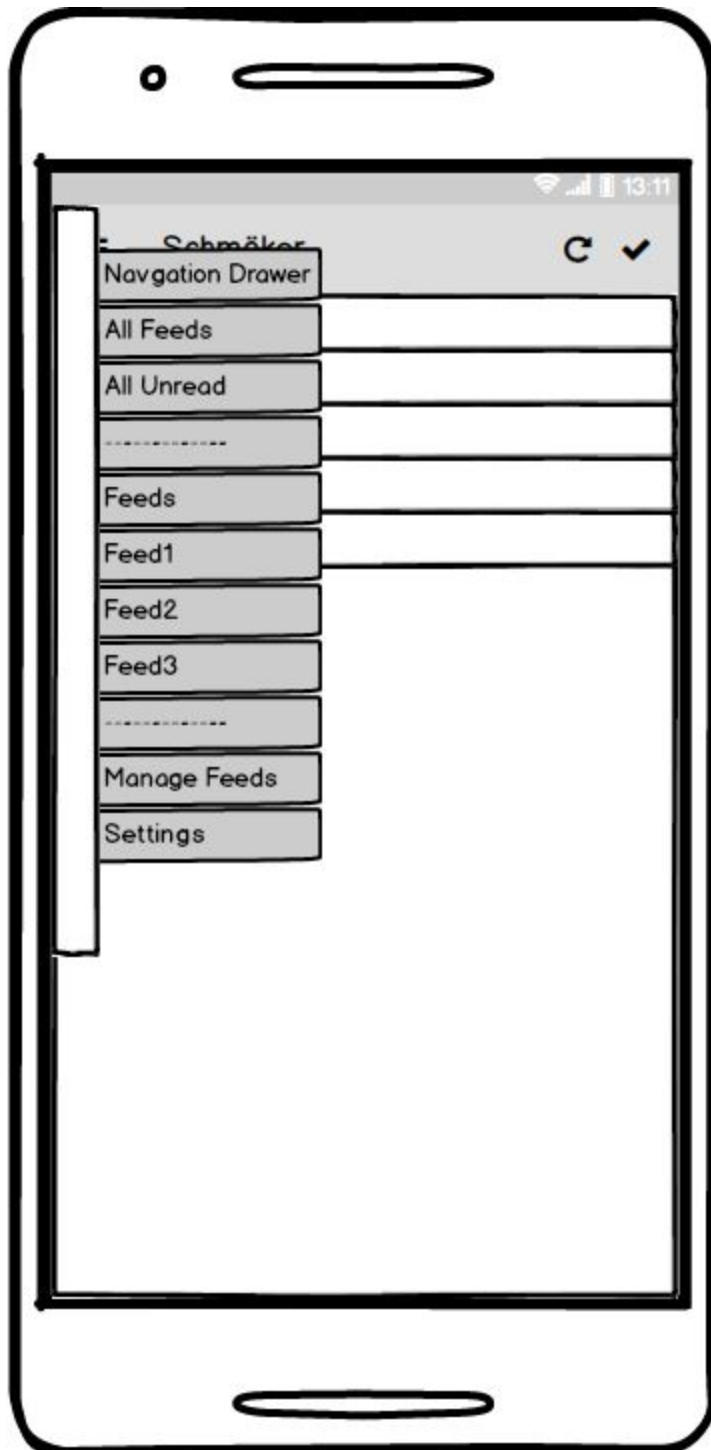 13:11
Schmöker
Navgation Drawer
All Feeds
All Unread
-------------
Feeds
Feed1
Feed2
Feed3
-------------
Manage Feeds
Settings